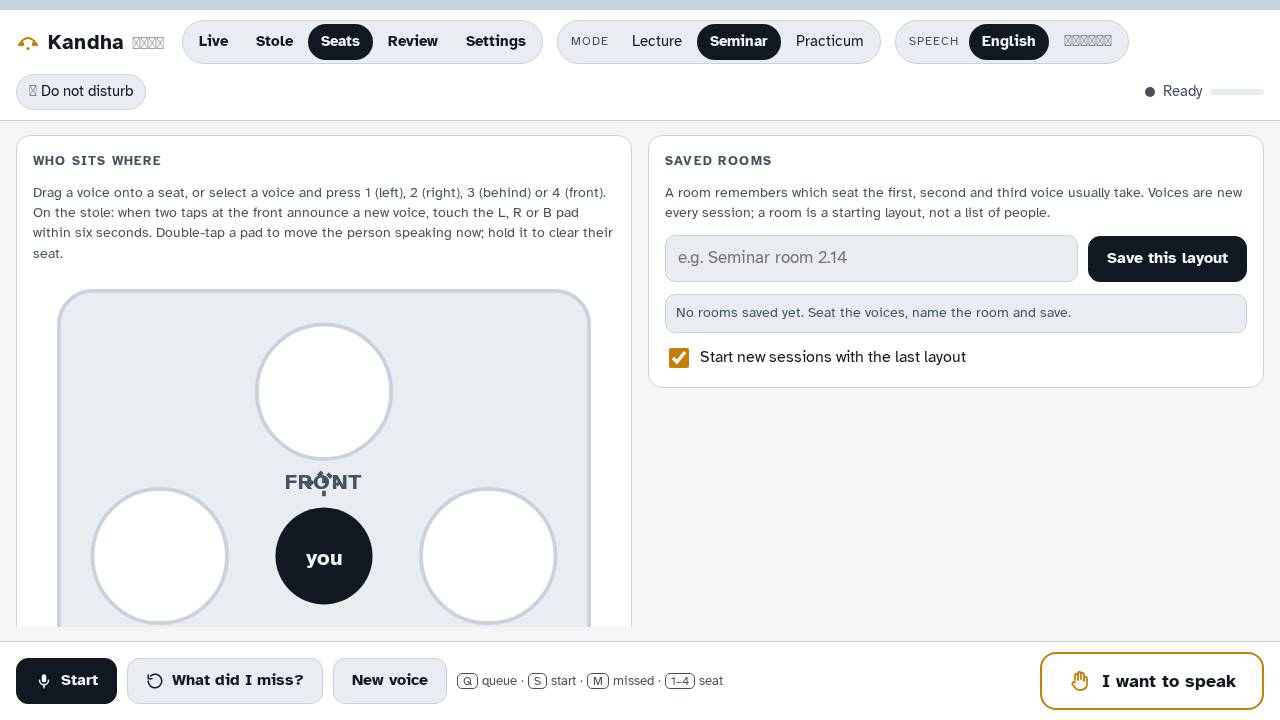 Kandha
Live Stole Seats Review Settings
MODE Lecture Seminar Practicum
SPEECH English
Do not disturb
Ready
WHO SITS WHERE
Drag a voice onto a seat, or select a voice and press 1 (left), 2 (right), 3 (behind) or 4 (front).
On the stole: when two taps at the front announce a new voice, touch the L, R or B pad
within six seconds. Double-tap a pad to move the person speaking now; hold it to clear their
seat.
FRONT
you
SAVED ROOMS
A room remembers which seat the first, second and third voice usually take. Voices are new
every session; a room is a starting layout, not a list of people.
e.g. Seminar room 2.14
Save this layout
No rooms saved yet. Seat the voices, name the room and save.
Start new sessions with the last layout
Start
What did I miss?
New voice
Q queue · S start · M missed · 1–4 seat
I want to speak